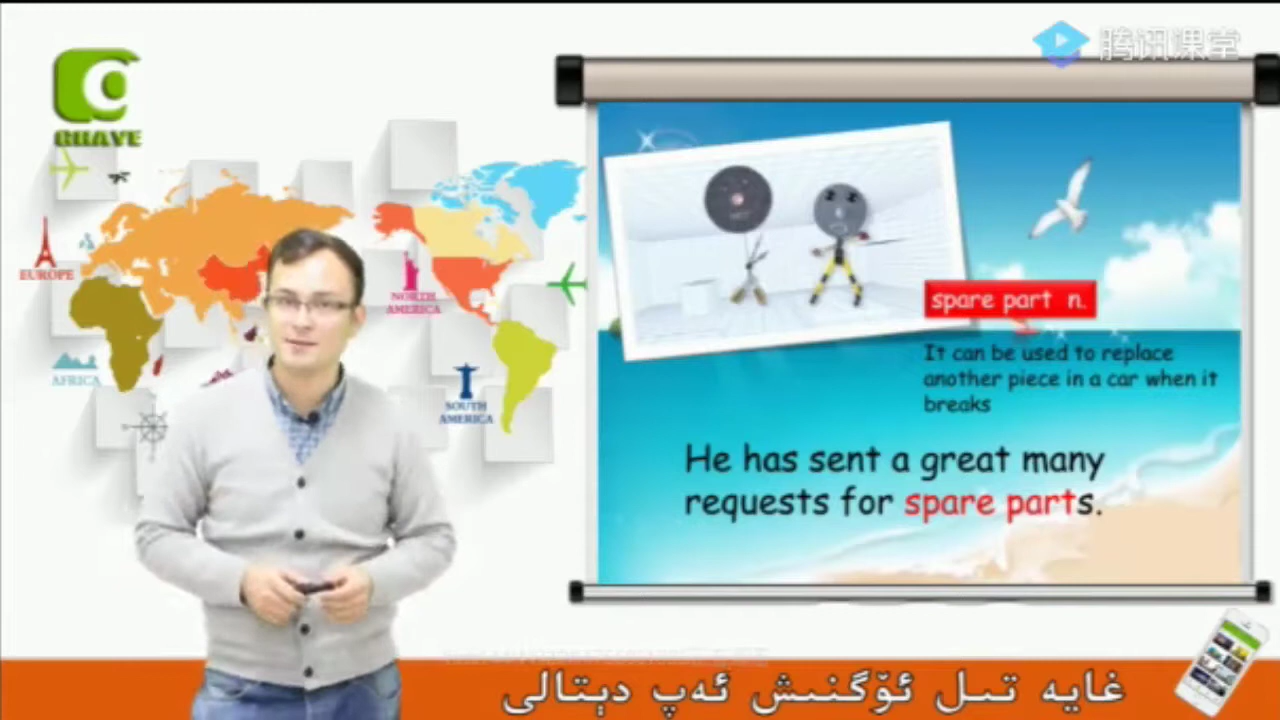 腾讯课堂
GHAYE
EUROPE
NORTH
AMERICA
AFRICA
SOUTH
AMERICA
spare part n.
It can be used to replace
another piece in a car when it
breaks
He has sent a great many
requests for spare parts.
غايە تىل ئۆگىنىش ئەپ دېتالى